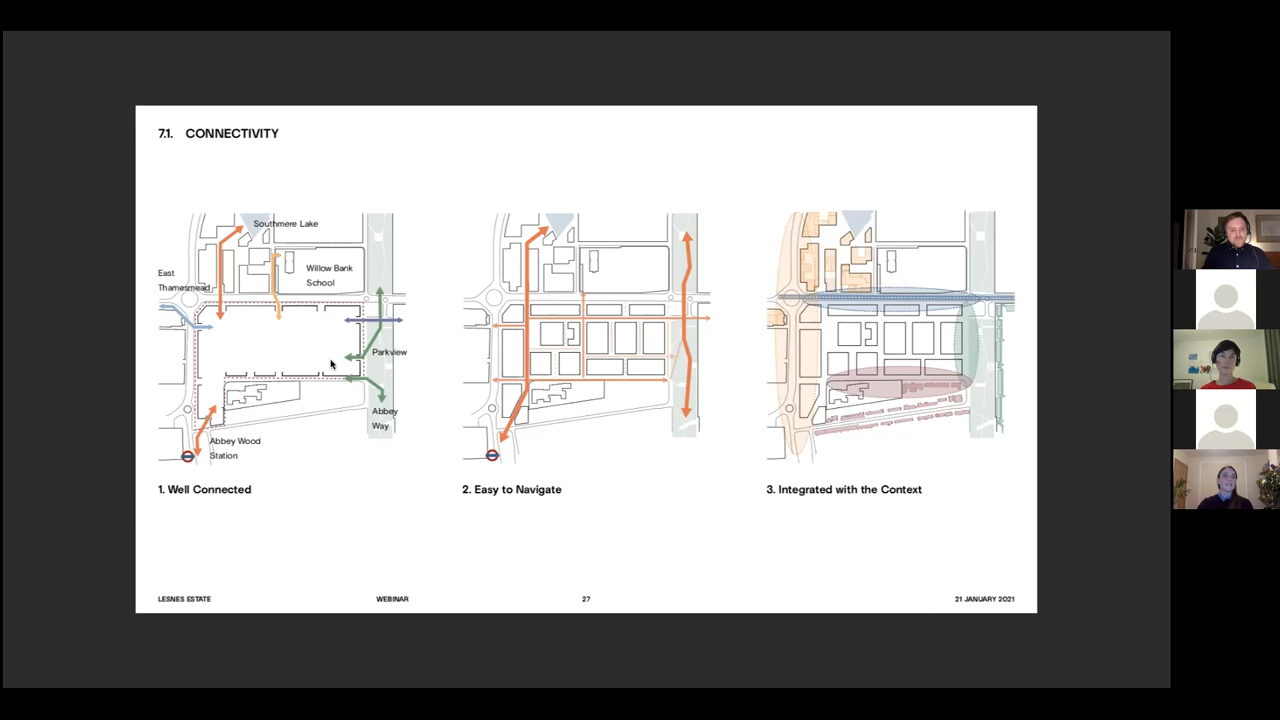 7.1. CONNECTIVITY
Southmere Lake
East
Thamesmead
Willow Bank
School
Parkview
Abbey
Way
Abbey Wood
Station
1. Well Connected
2. Easy to Navigate
3. Integrated with the Context
LESNES ESTATE
WEBINAR
27
21 JANUARY 2021